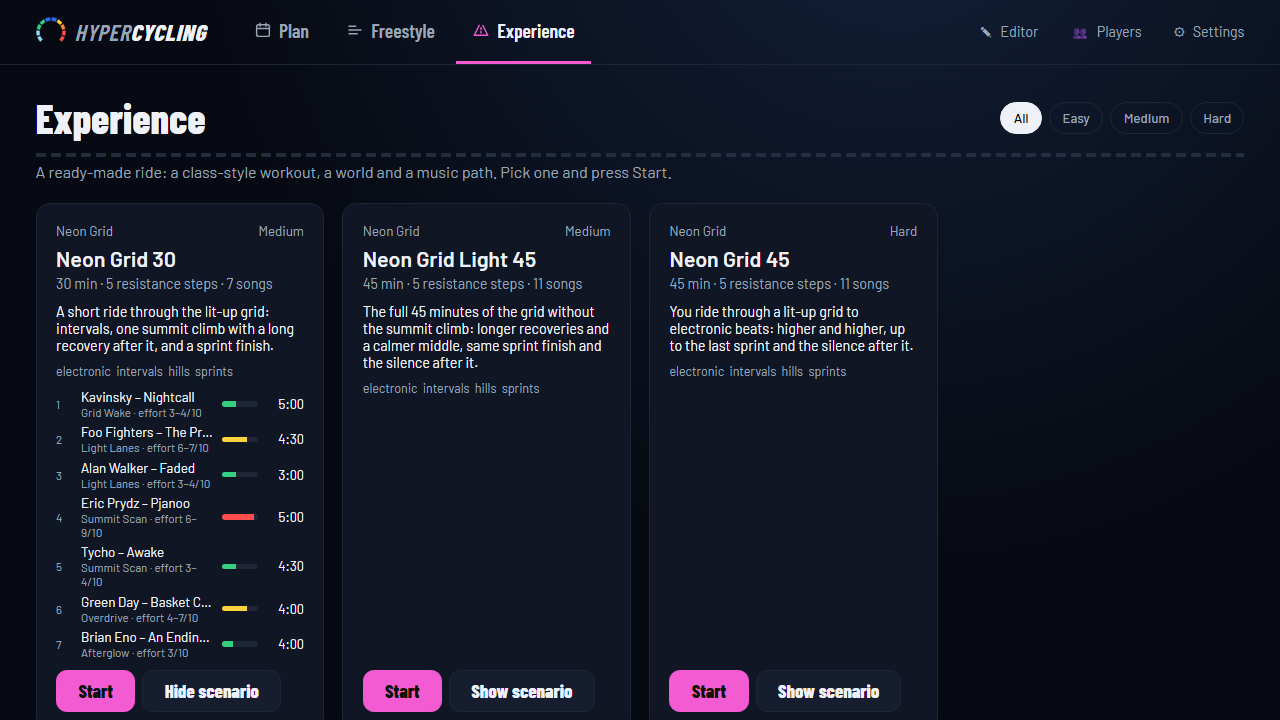 HYPERCYCLING
Plan
Freestyle
Experience
Editor
Players
Settings
Experience
All
Easy
Medium
Hard
A ready-made ride: a class-style workout, a world and a music path. Pick one and press Start.
Neon Grid
Medium
Neon Grid 30
30 min · 5 resistance steps · 7 songs
A short ride through the lit-up grid:
intervals, one summit climb with a long
recovery after it, and a sprint finish.
electronic intervals hills sprints
1
Kavinsky – Nightcall
Grid Wake · effort 3–4/10
5:00
2
Foo Fighters – The Pr...
Light Lanes · effort 6–7/10
4:30
3
Alan Walker – Faded
Light Lanes · effort 3–4/10
3:00
4
Eric Prydz – Pjanoo
Summit Scan · effort 6–
9/10
5:00
5
Tycho – Awake
Summit Scan · effort 3–
4/10
4:30
6
Green Day – Basket C...
Overdrive · effort 4–7/10
4:00
7
Brian Eno – An Endin...
Afterglow · effort 3/10
4:00
Start
Hide scenario
Neon Grid
Medium
Neon Grid Light 45
45 min · 5 resistance steps · 11 songs
The full 45 minutes of the grid without
the summit climb: longer recoveries and
a calmer middle, same sprint finish and
the silence after it.
electronic intervals hills sprints
Start
Show scenario
Neon Grid
Hard
Neon Grid 45
45 min · 5 resistance steps · 11 songs
You ride through a lit-up grid to
electronic beats: higher and higher, up
to the last sprint and the silence after it.
electronic intervals hills sprints
Start
Show scenario